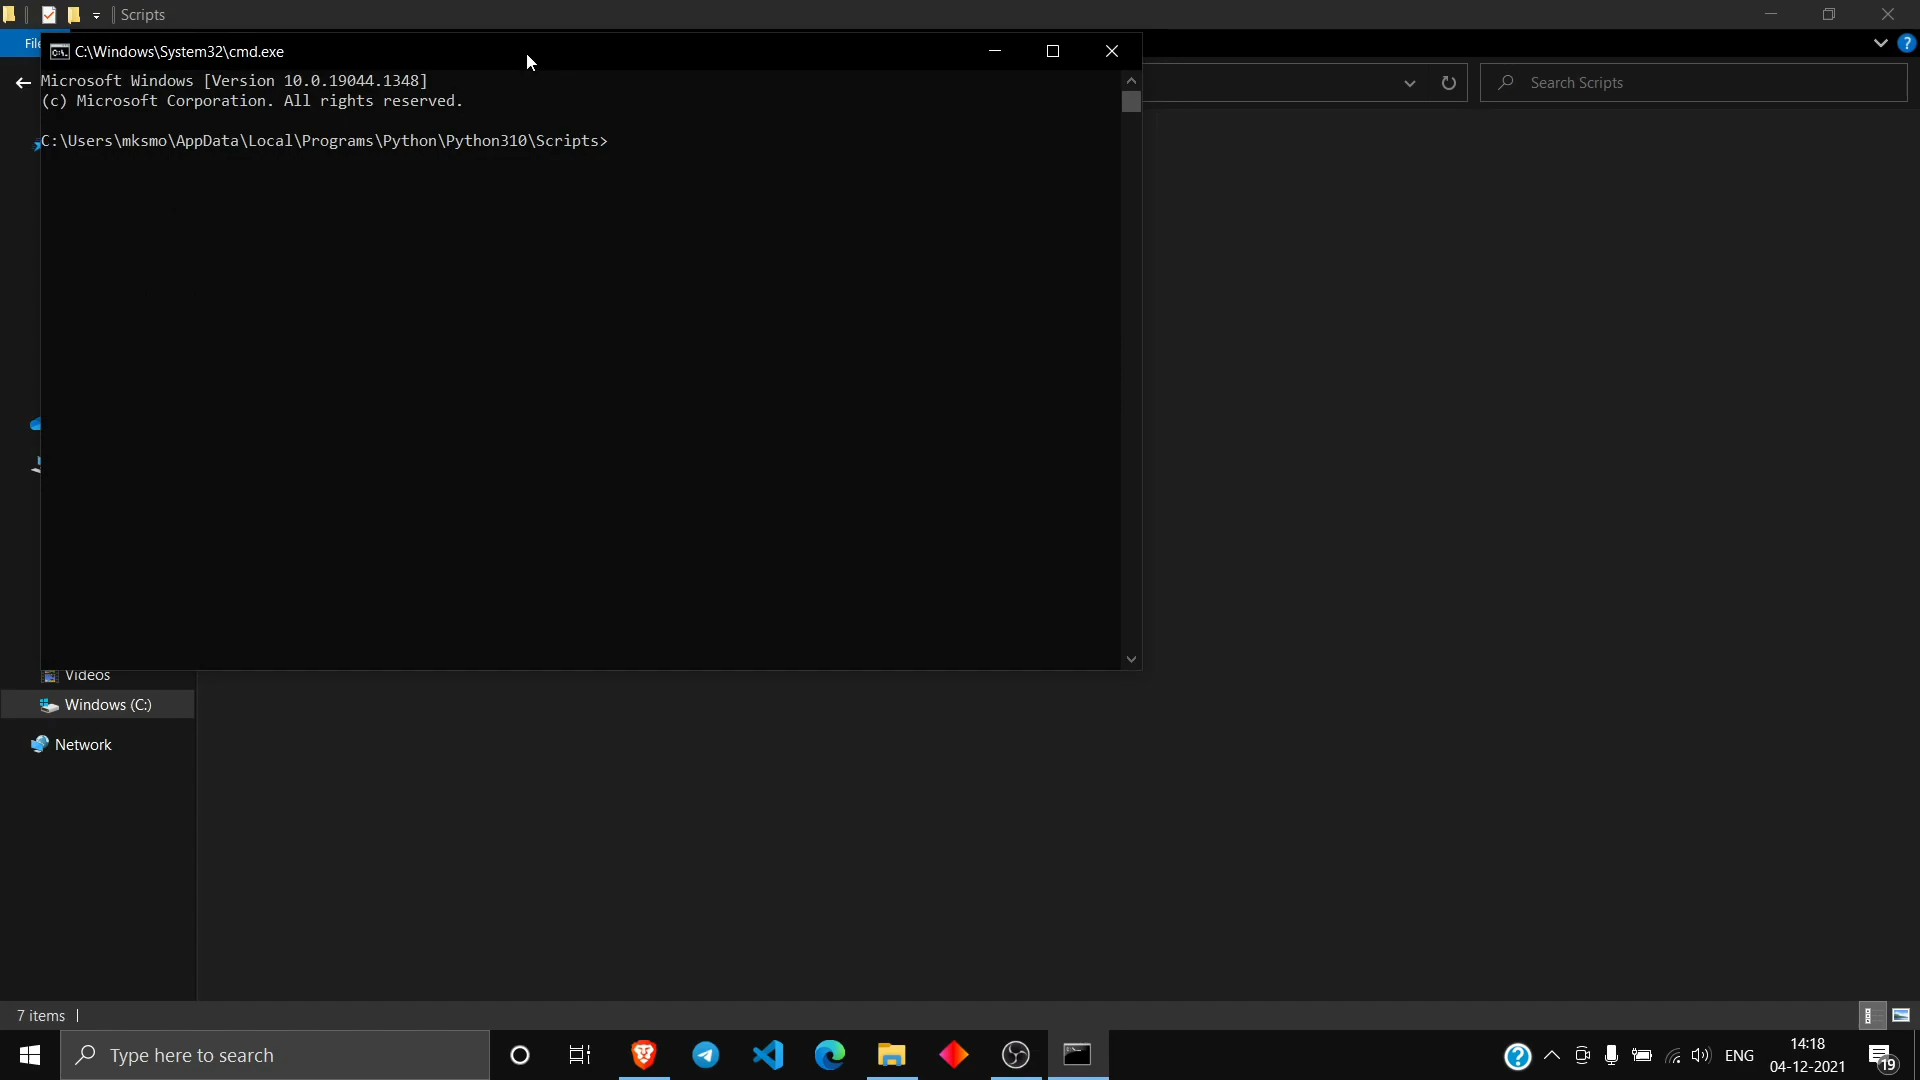 Scripts
File
C:\Windows\System32\cmd.exe
Microsoft Windows [Version 10.0.19044.1348]
(c) Microsoft Corporation. All rights reserved.
C:\Users\mksmo\AppData\Local\Programs\Python\Python310\Scripts>
Search Scripts
Videos
Windows (C:)
Network
7 items
Type here to search
ENG
14:18
04-12-2021
19